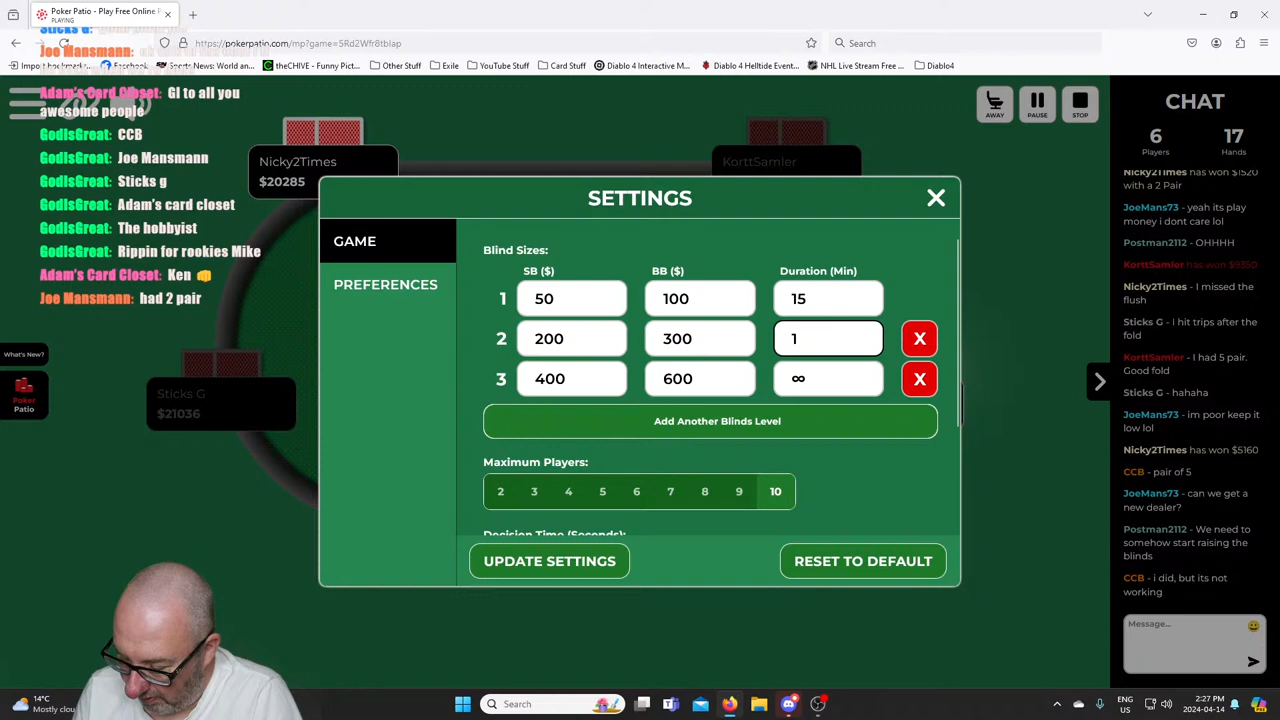 Poker Patio - Play Free Online P
PLAYING
https://pokerpatio.com/mp?game=5Rd2Wfr8tblap
Search
Import bookmarks...
Facebook
Sports News: World an...
theCHIVE - Funny Pict...
Other Stuff
Exile
YouTube Stuff
Card Stuff
Diablo 4 Interactive M...
Diablo 4 Helltide Event...
NHL Live Stream Free ...
Diablo4
Sticks G:
Joe Mansmann:
Adam's Card Closet: Gl to all you
awesome people
GodIsGreat: CCB
GodIsGreat: Joe Mansmann
GodIsGreat: Sticks g
GodIsGreat: Adam's card closet
GodIsGreat: The hobbyist
GodIsGreat: Rippin for rookies Mike
Adam's Card Closet: Ken 👊
Joe Mansmann: had 2 pair
What's New?
Poker
Patio
Nicky2Times
$20285
KorttSamler
Sticks G
$21036
AWAY
PAUSE
STOP
SETTINGS
X
GAME
PREFERENCES
Blind Sizes:
SB ($) BB ($) Duration (Min)
1 50 100 15
2 200 300 1 X
3 400 600 ∞ X
Add Another Blinds Level
Maximum Players:
2 3 4 5 6 7 8 9 10
Decision Time (Seconds):
UPDATE SETTINGS
RESET TO DEFAULT
CHAT
6 17
Players Hands
Nicky2Times has won $1520
with a 2 Pair
JoeMans73 - yeah its play
money i dont care lol
Postman2112 - OHHHH
KorttSamler has won $9350
Nicky2Times - I missed the
flush
Sticks G - I hit trips after the
fold
KorttSamler - I had 5 pair.
Good fold
Sticks G - hahaha
JoeMans73 - im poor keep it
low lol
Nicky2Times has won $5160
CCB - pair of 5
JoeMans73 - can we get a
new dealer?
Postman2112 - We need to
somehow start raising the
blinds
CCB - i did, but its not
working
Message...
14°C
Mostly clou
Search
ENG
US
2:27 PM
2024-04-14